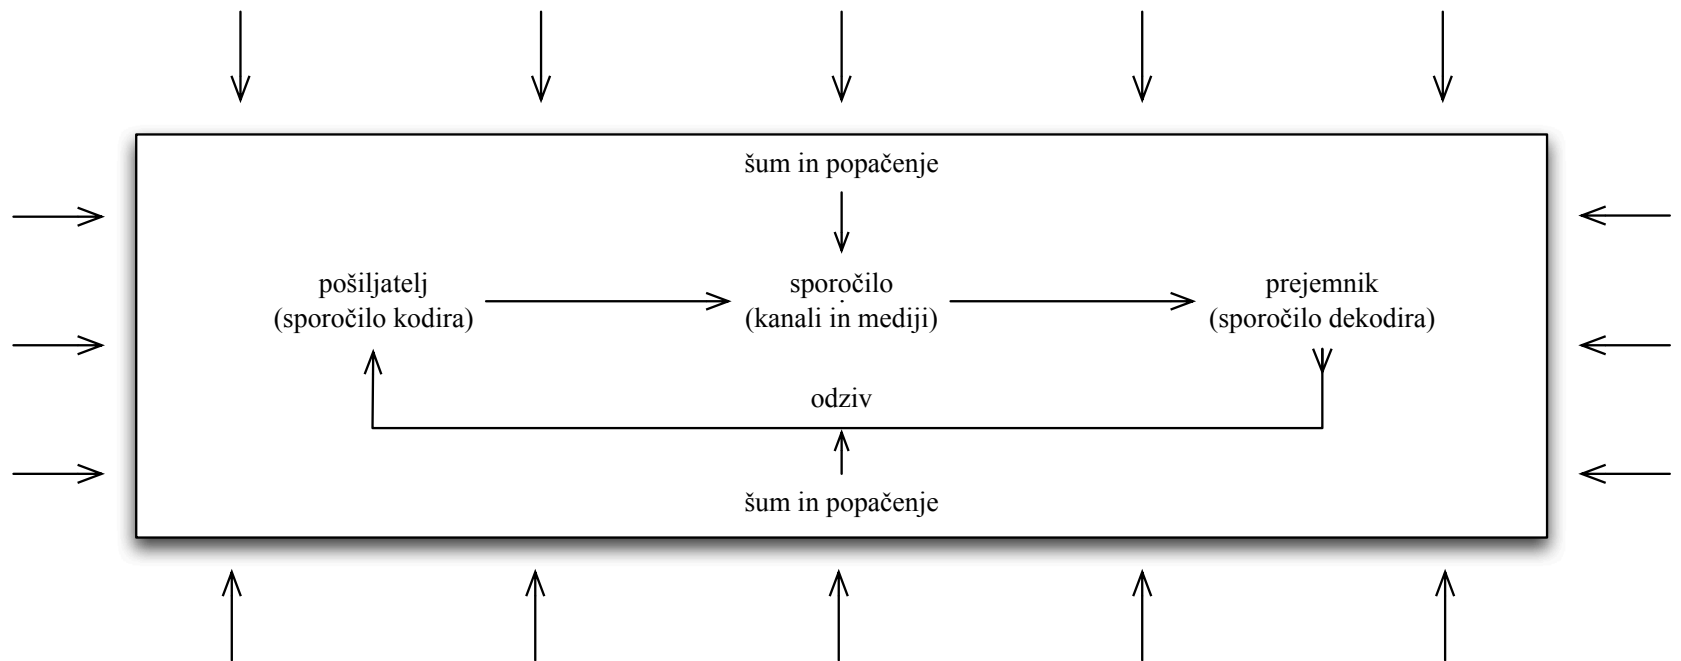 šum in popačenje
pošiljatelj
(sporočilo kodira)
sporočilo
(kanali in mediji)
prejemnik
(sporočilo dekodira)
odziv
šum in popačenje